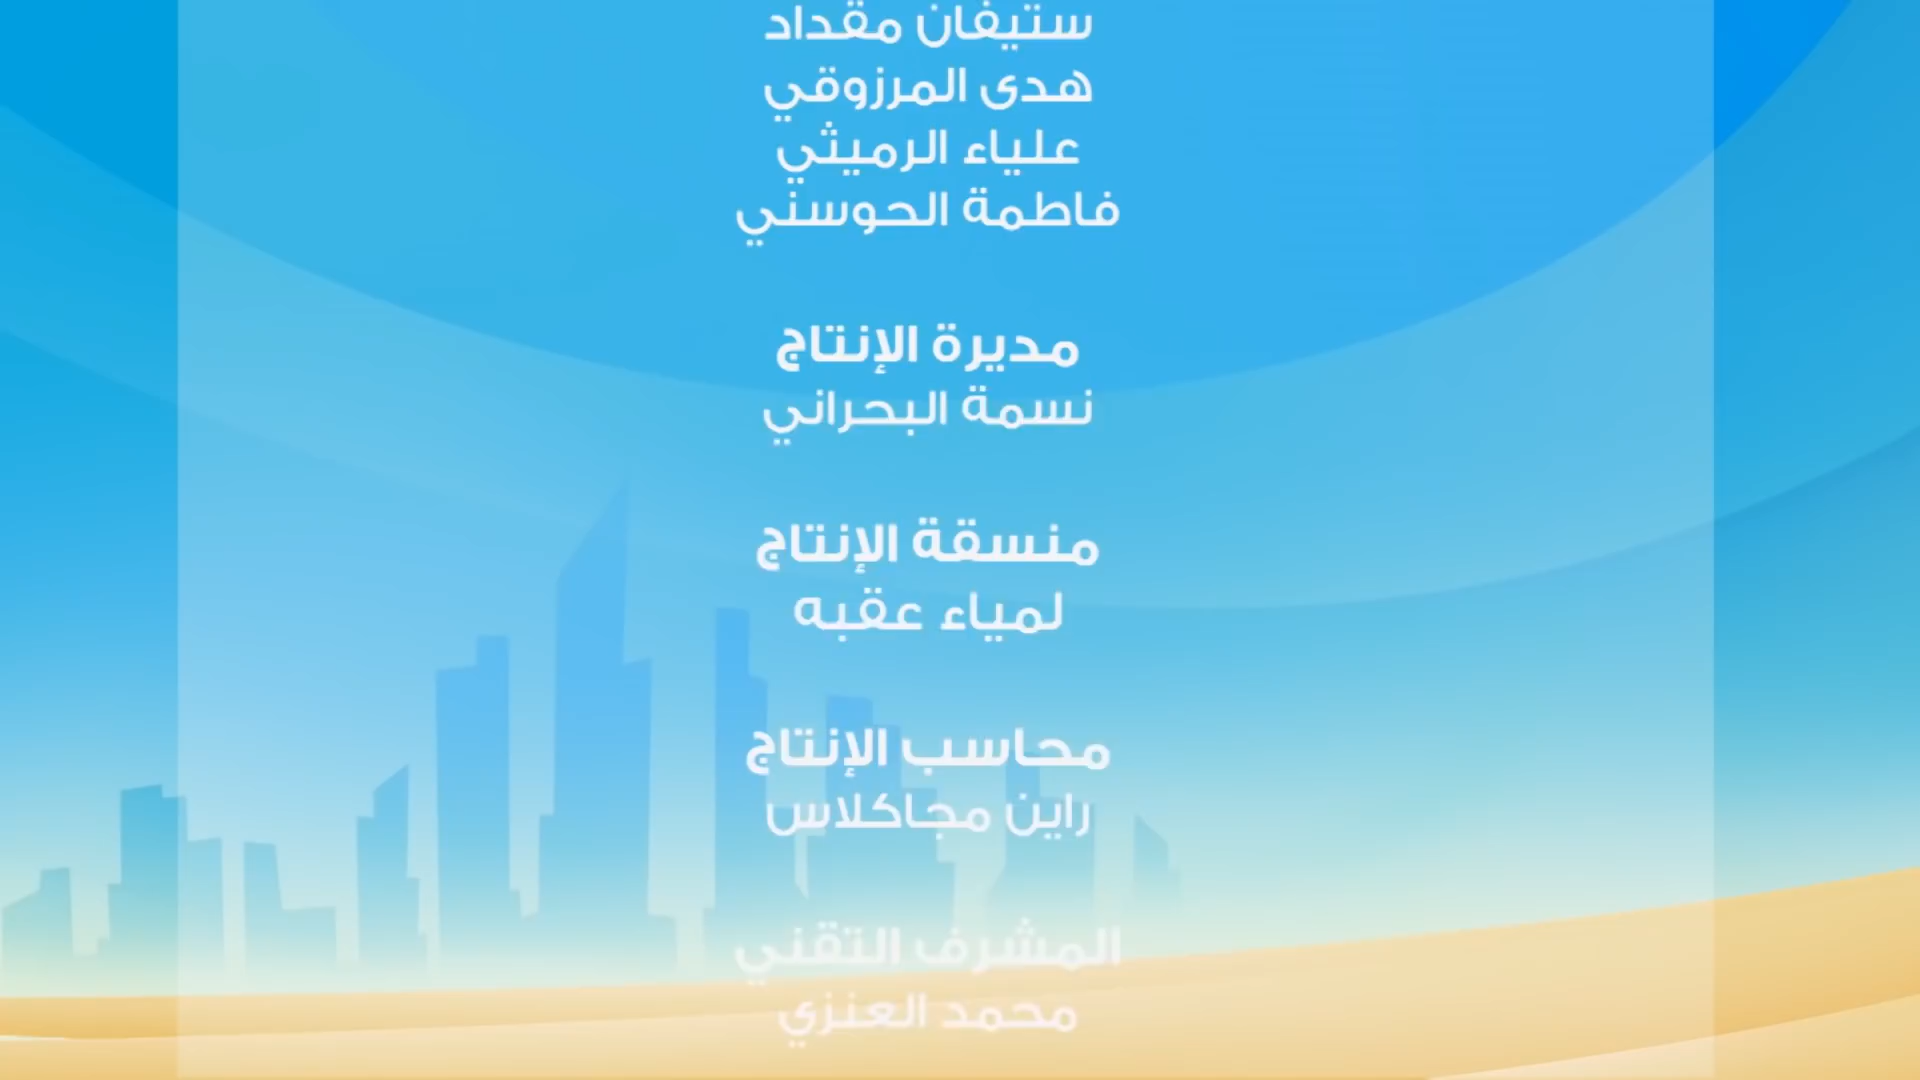 ستيفان مقداد
هدى المرزوقي
علياء الرميثي
فاطمة الحوسني
مديرة الإنتاج
نسمة البحراني
منسقة الإنتاج
لمياء عقبه
محاسب الإنتاج
راين مجاكلاس
المشرف التقني
محمد العنزي